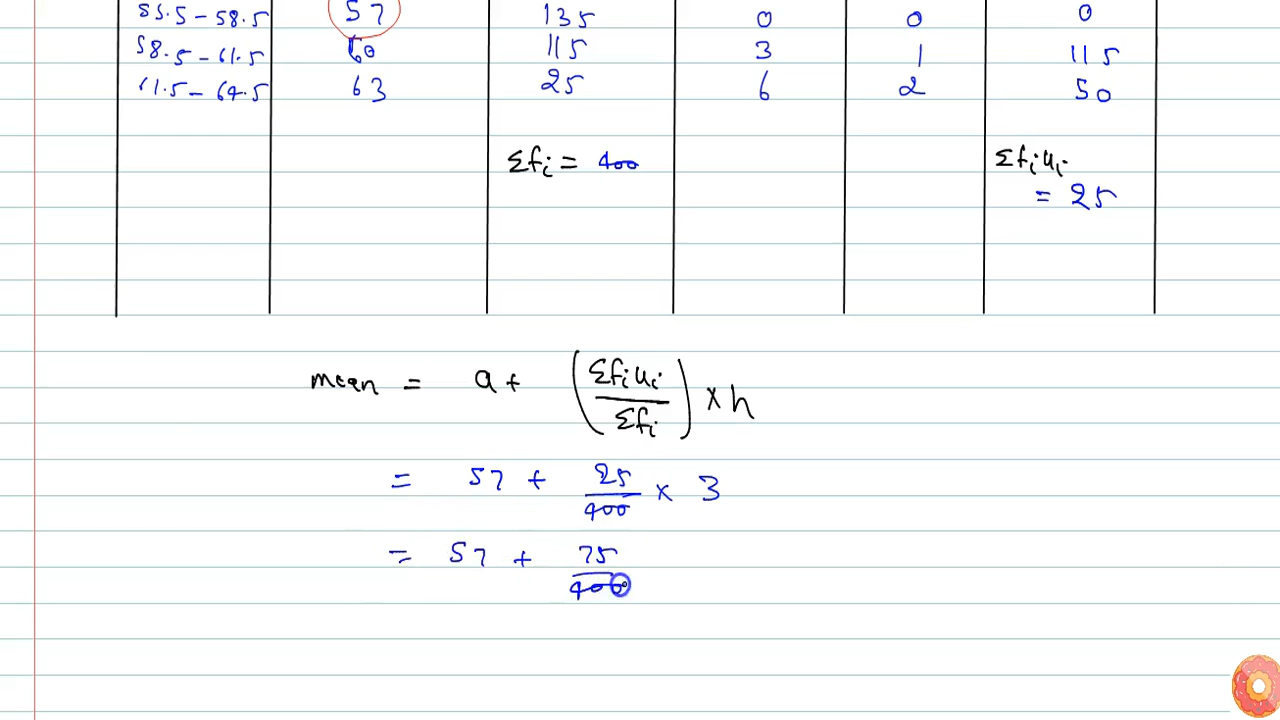 55.5 - 58.5 57 135 0 0 0
58.5 - 61.5 60 115 3 1 115
61.5 - 64.5 63 25 6 2 50
Σfi = 400 Σfiui
= 25
mean = a + (Σfiui / Σfi) × h
= 57 + 25/400 × 3
= 57 + 75/400